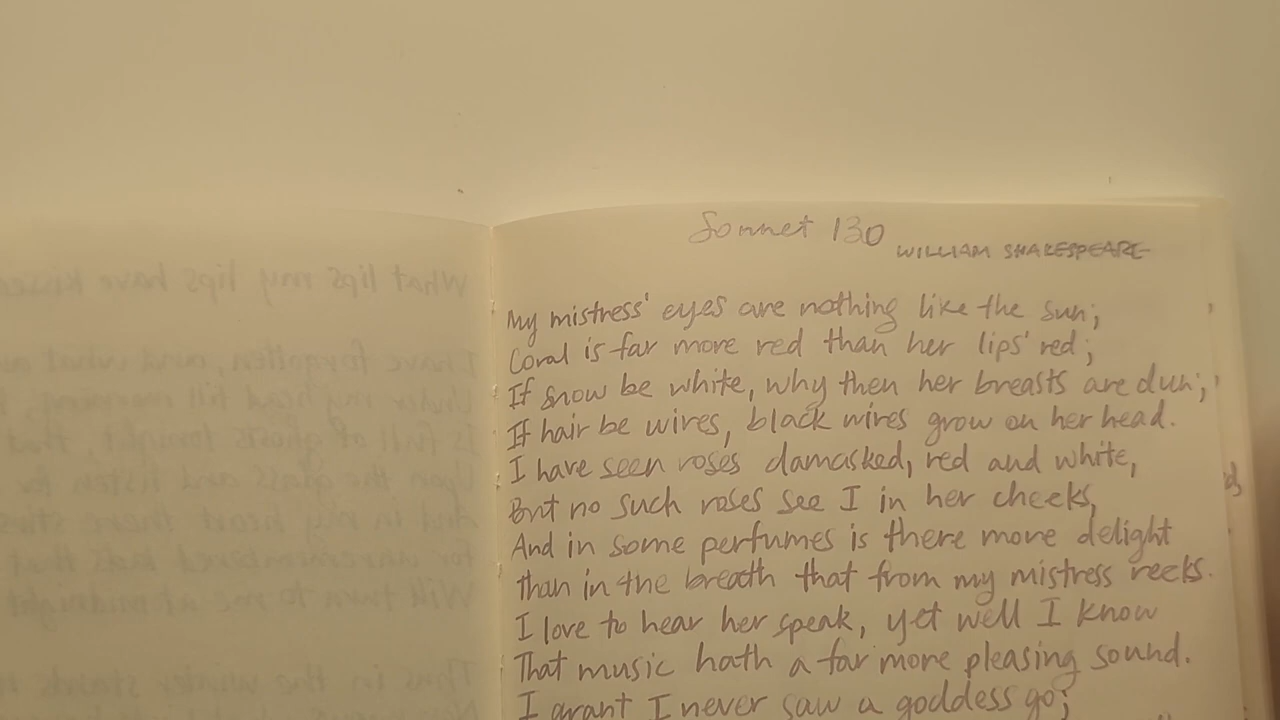 Sonnet 130
WILLIAM SHAKESPEARE
My mistress' eyes are nothing like the sun;
Coral is far more red than her lips' red;
If snow be white, why then her breasts are dun;
If hair be wires, black wires grow on her head.
I have seen roses damasked, red and white,
But no such roses see I in her cheeks,
And in some perfumes is there more delight
than in the breath that from my mistress reeks.
I love to hear her speak, yet well I know
That music hath a far more pleasing sound.
I grant I never saw a goddess go;
What lips my lips have kissed
I have forgotten, and what
Under my head till morning,
Is full of ghosts tonight, that
Upon the glass and listen for
And in my heart there
for unremembered lads that
Will turn to me at midnight
Thus in the winter stands